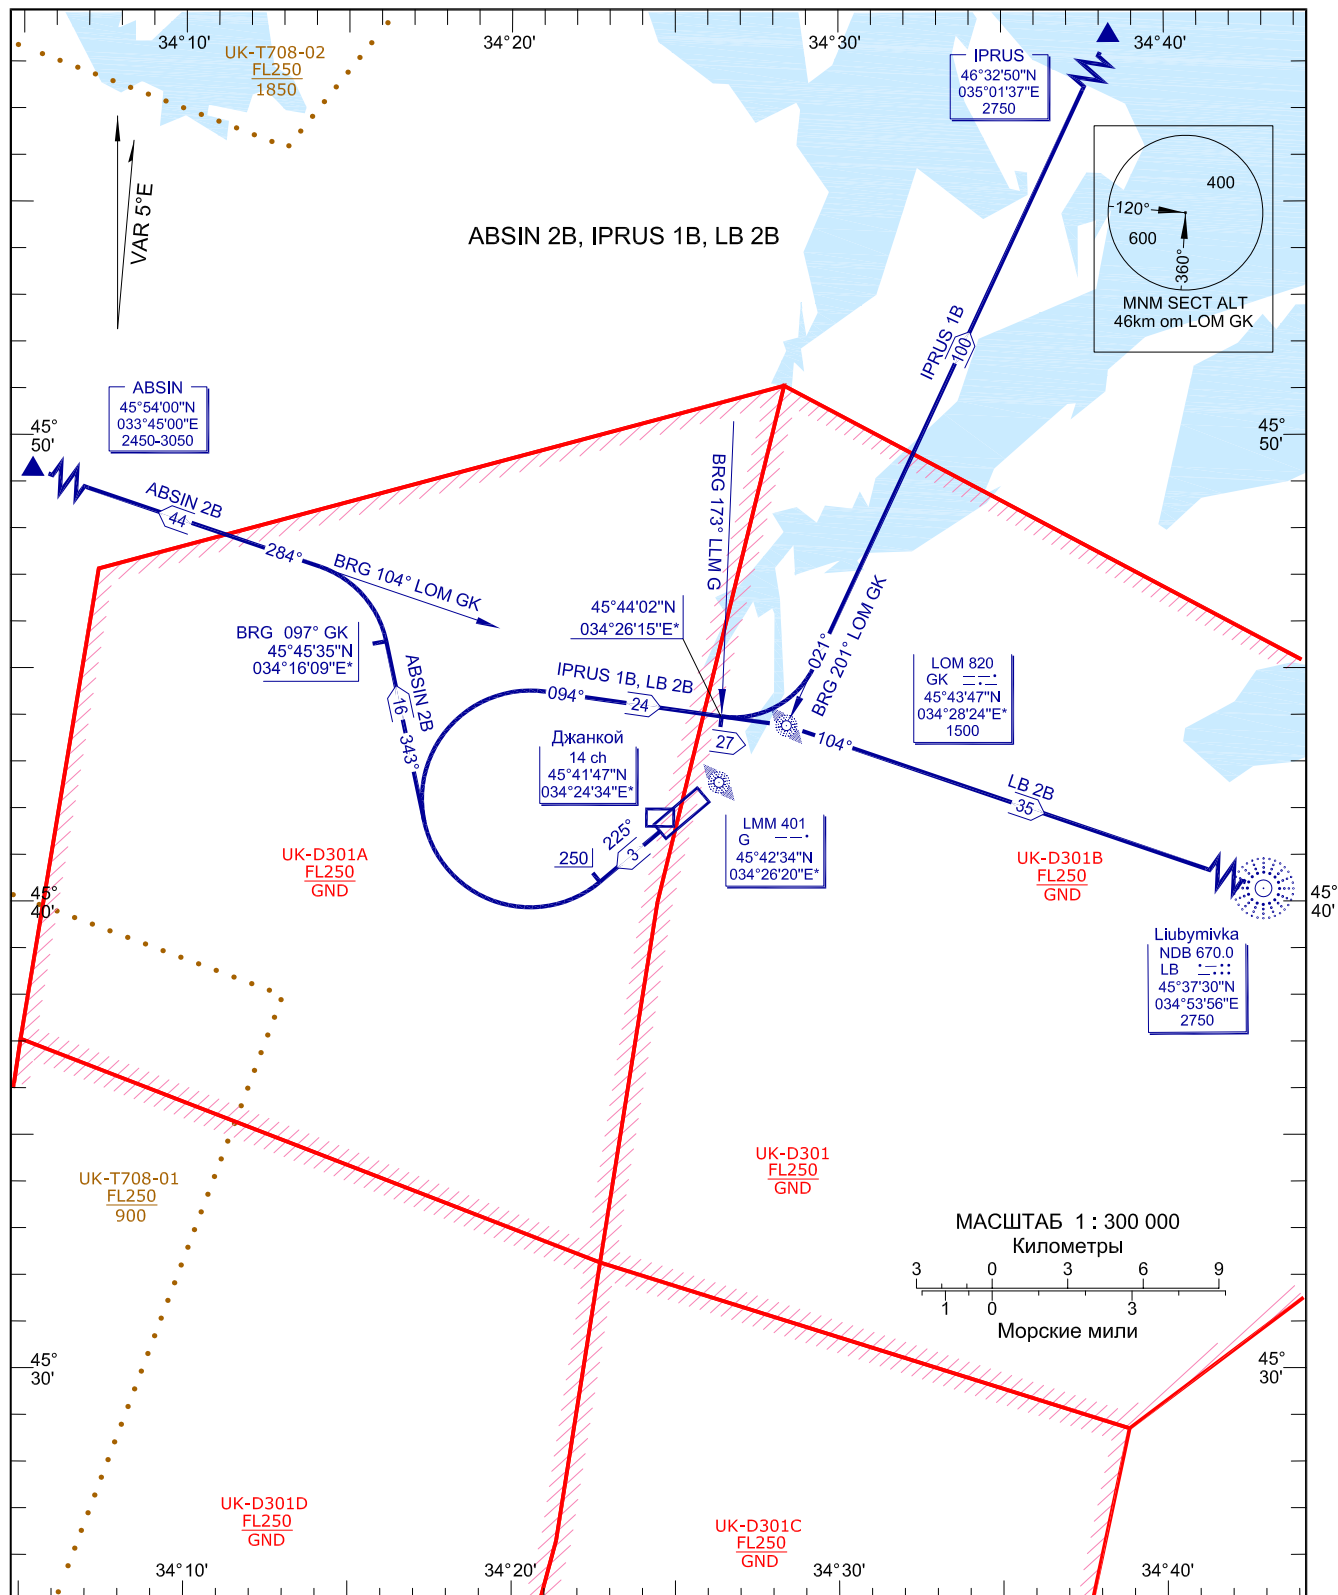 34°10'
34°20'
34°30'
34°40'
UK-T708-02
FL250
1850
IPRUS
46°32'50"N
035°01'37"E
2750
VAR 5°E
400
120°
600
360°
MNM SECT ALT
46km om LOM GK
ABSIN 2B, IPRUS 1B, LB 2B
IPRUS 1B
100
ABSIN
45°54'00"N
033°45'00"E
2450-3050
45°
50'
45°
50'
ABSIN 2B
44
284°
BRG 104° LOM GK
BRG 173° LLM G
45°44'02"N
034°26'15"E*
BRG 097° GK
45°45'35"N
034°16'09"E*
ABSIN 2B
16
343°
IPRUS 1B, LB 2B
094°
24
27
021°
BRG 201° LOM GK
LOM 820
GK
45°43'47"N
034°28'24"E*
1500
104°
LB 2B
35
Джанкой
14 ch
45°41'47"N
034°24'34"E*
225°
3
250
LMM 401
G
45°42'34"N
034°26'20"E*
UK-D301A
FL250
GND
UK-D301B
FL250
GND
45°
40'
45°
40'
Liubymivka
NDB 670.0
LB
45°37'30"N
034°53'56"E
2750
UK-T708-01
FL250
900
UK-D301
FL250
GND
МАСШТАБ 1 : 300 000
Километры
3 0 3 6 9
1 0 3
Морские мили
45°
30'
45°
30'
UK-D301D
FL250
GND
UK-D301C
FL250
GND
34°10'
34°20'
34°30'
34°40'